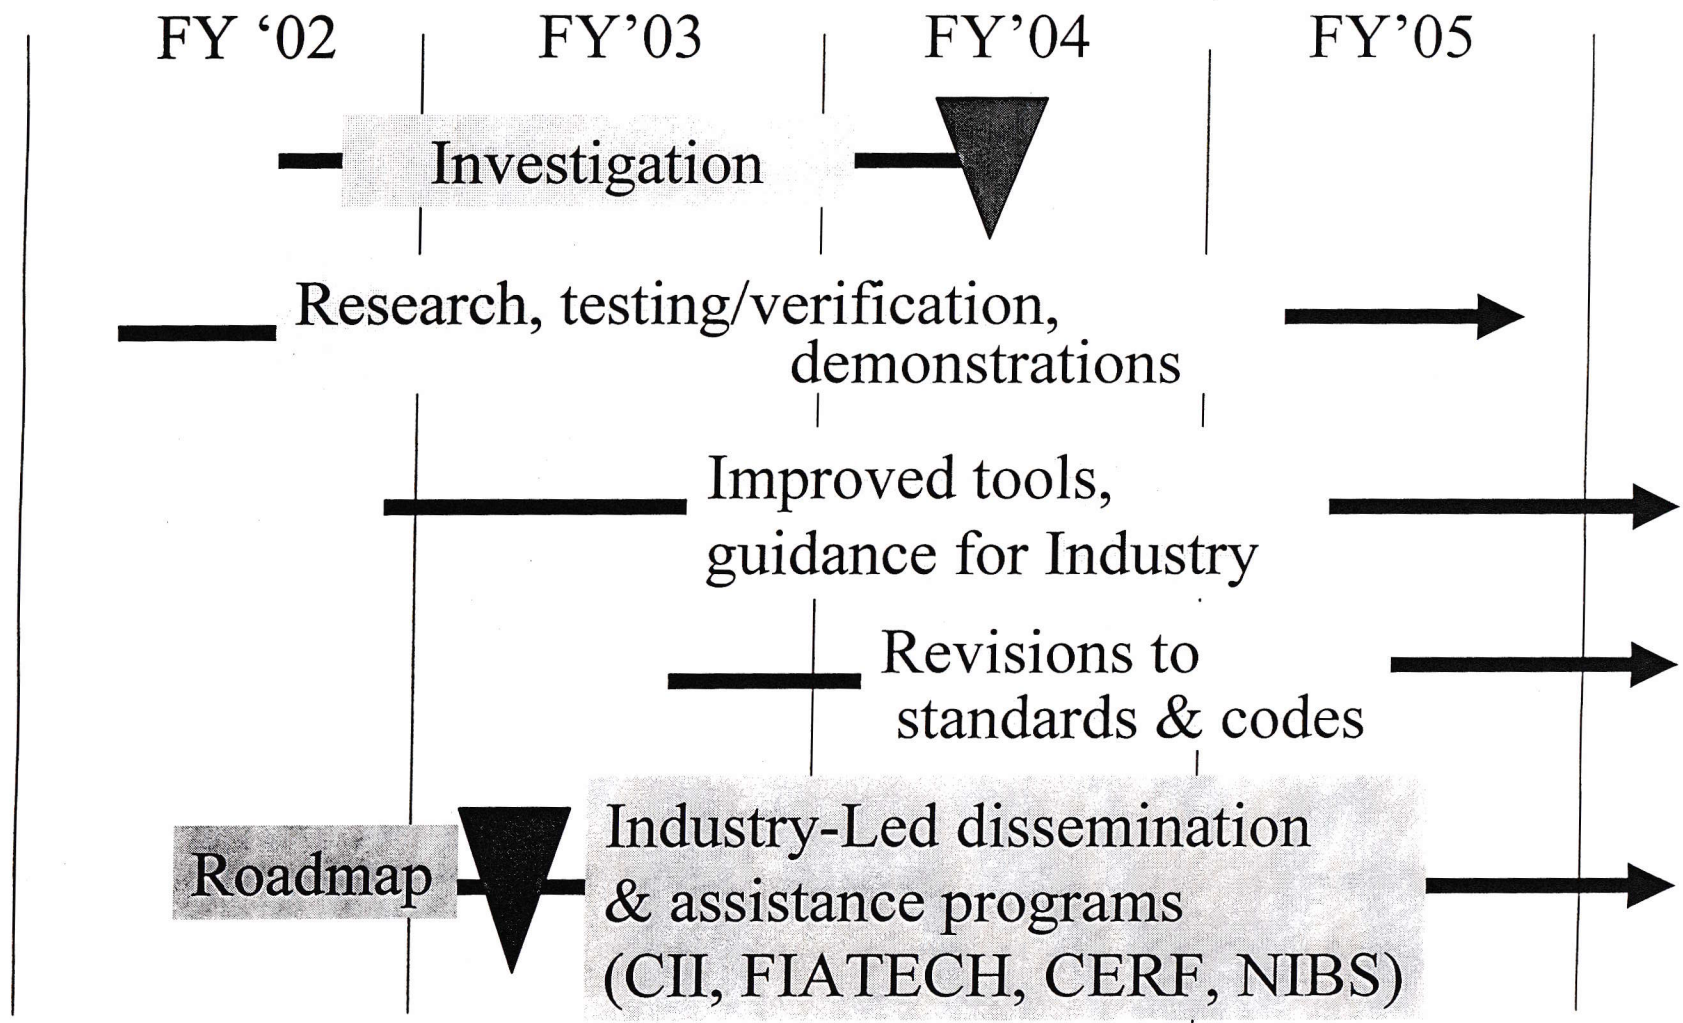 FY ‘02 FY’03 FY’04 FY’05
Investigation
Research, testing/verification,
demonstrations
Improved tools,
guidance for Industry
Revisions to
standards & codes
Roadmap
Industry-Led dissemination
& assistance programs
(CII, FIATECH, CERF, NIBS)